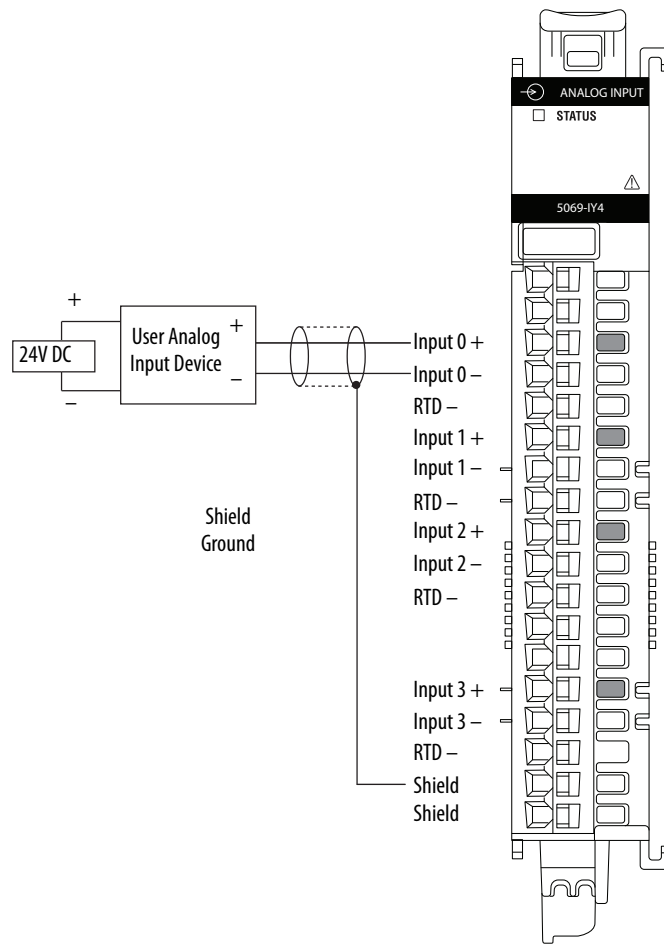 ANALOG INPUT
STATUS
5069-IY4
+
24V DC
–
User Analog
Input Device
+
–
Shield
Ground
Input 0 +
Input 0 –
RTD –
Input 1 +
Input 1 –
RTD –
Input 2 +
Input 2 –
RTD –
Input 3 +
Input 3 –
RTD –
Shield
Shield